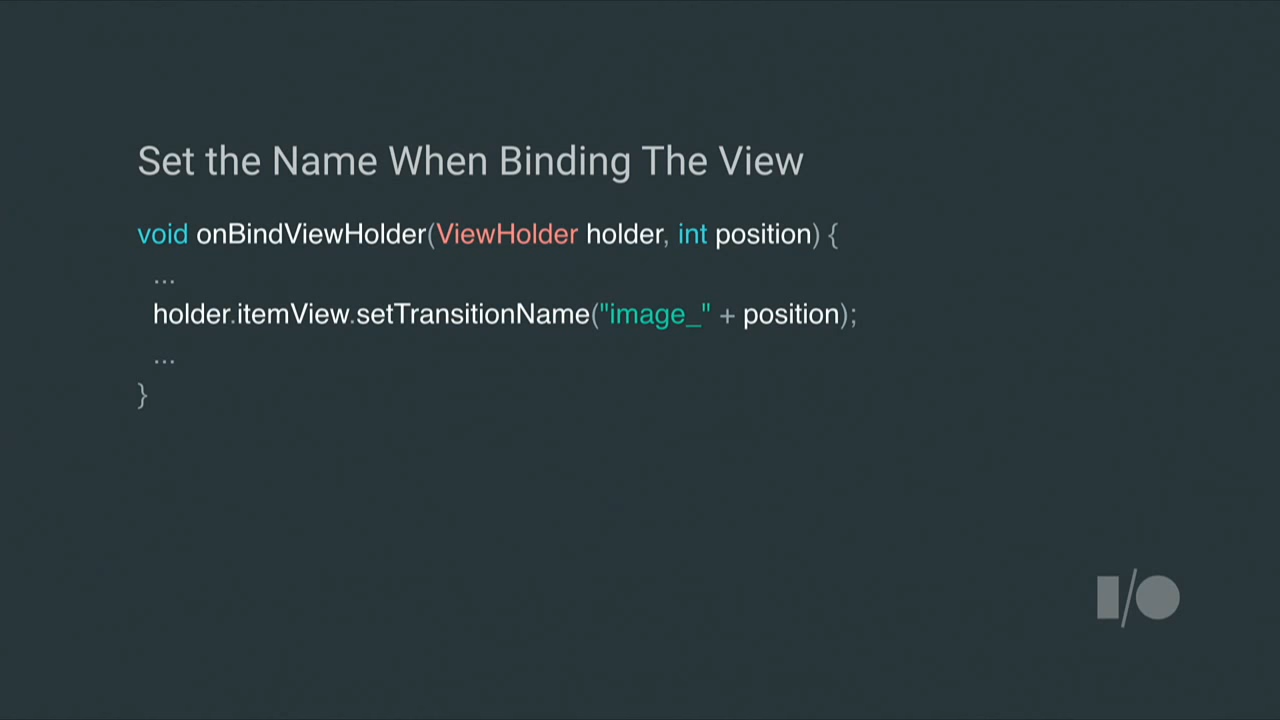 Set the Name When Binding The View
void onBindViewHolder(ViewHolder holder, int position) {
...
holder.itemView.setTransitionName("image_" + position);
...
}
I/O